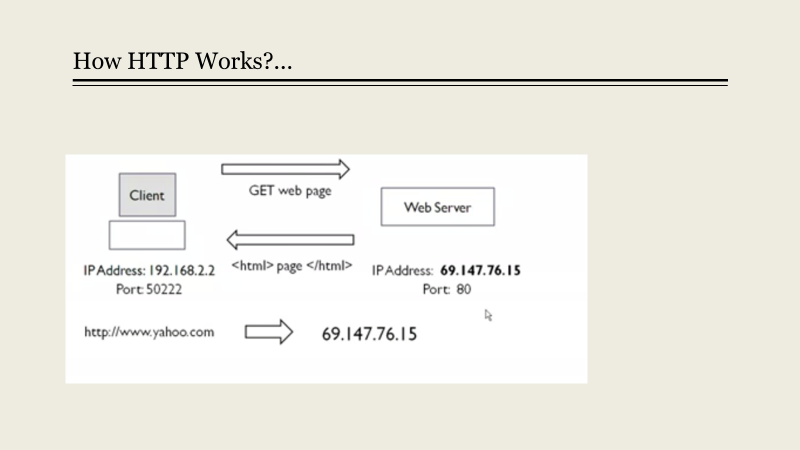 How HTTP Works?...
Client
GET web page
Web Server
<html> page </html>
IP Address: 192.168.2.2
Port: 50222
IP Address: 69.147.76.15
Port: 80
http://www.yahoo.com
69.147.76.15